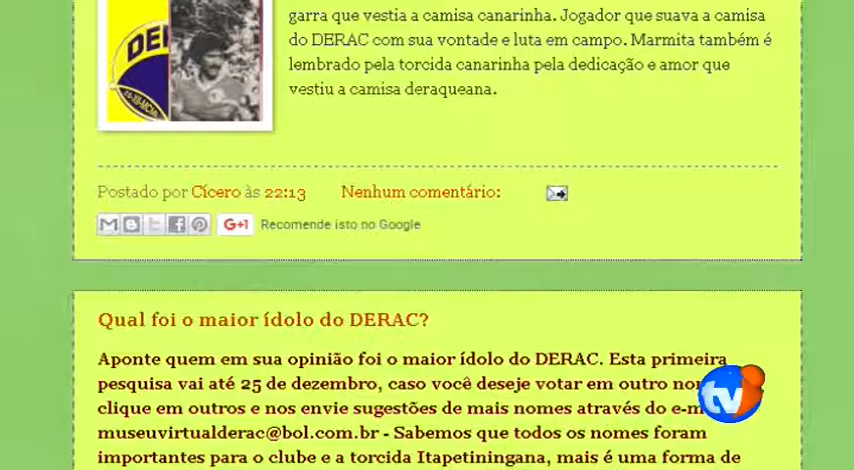 garra que vestia a camisa canarinha. Jogador que suava a camisa
do DERAC com sua vontade e luta em campo. Marmita também é
lembrado pela torcida canarinha pela dedicação e amor que
vestiu a camisa deraqueana.
Postado por Cícero às 22:13 Nenhum comentário:
G+1 Recomende isto no Google
Qual foi o maior ídolo do DERAC?
Aponte quem em sua opinião foi o maior ídolo do DERAC. Esta primeira
pesquisa vai até 25 de dezembro, caso você deseje votar em outro
clique em outros e nos envie sugestões de mais nomes através do
museuvirtualderac@bol.com.br - Sabemos que todos os nomes foram
importantes para o clube e a torcida Itapetiningana, mais é uma forma de
tvi